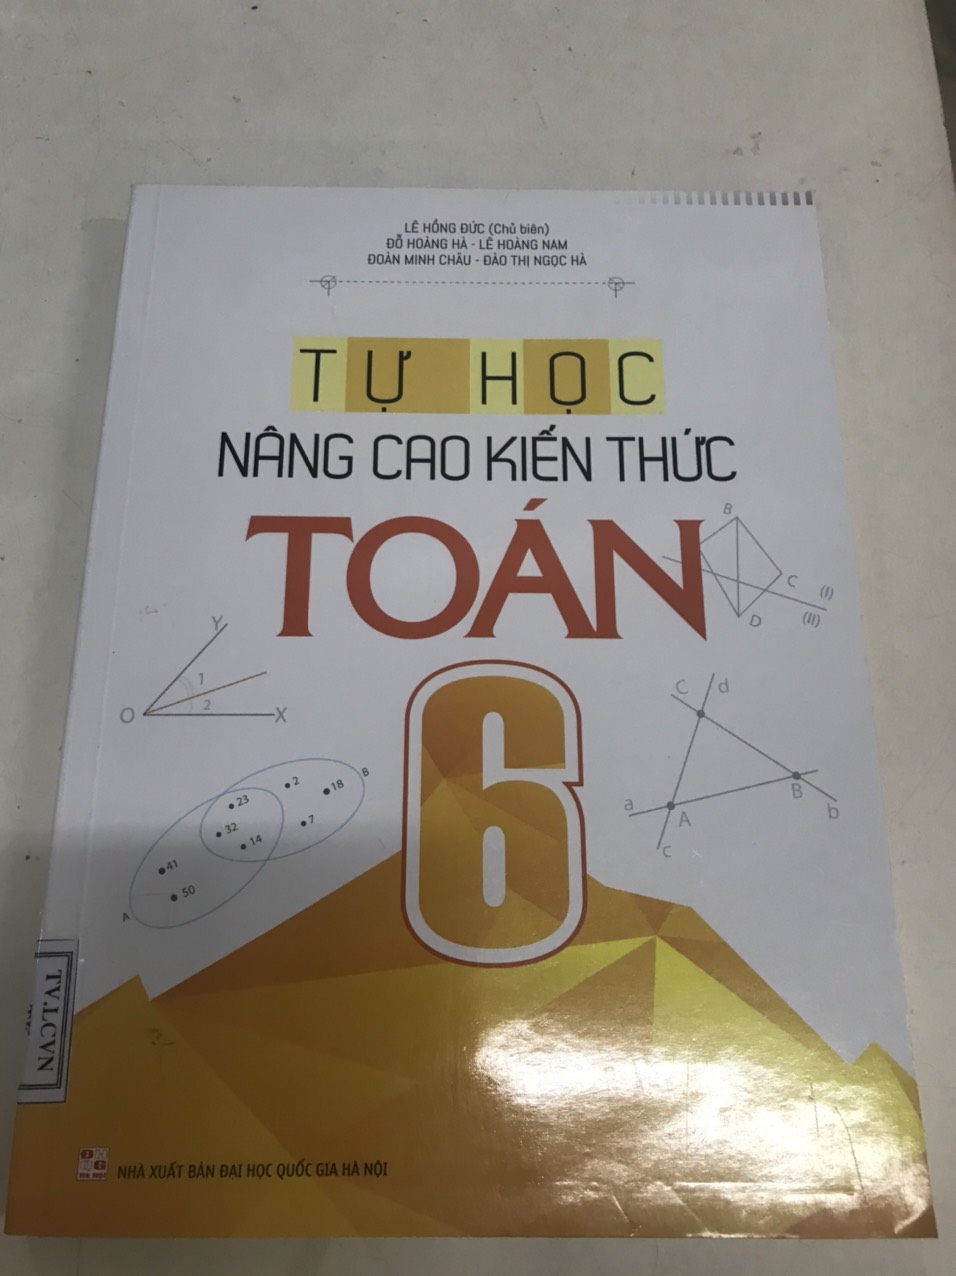 LÊ HỒNG ĐỨC (Chủ biên)
ĐỖ HOÀNG HÀ - LÊ HOÀNG NAM
ĐOÀN MINH CHÂU - ĐÀO THỊ NGỌC HÀ
TỰ HỌC
NÂNG CAO KIẾN THỨC
TOÁN
6
B
C
D
(I)
(II)
Y
1
2
O
X
C
d
a
A
B
b
c
2
18
B
23
32
7
14
41
50
A
TV.LCVN
NHÀ XUẤT BẢN ĐẠI HỌC QUỐC GIA HÀ NỘI